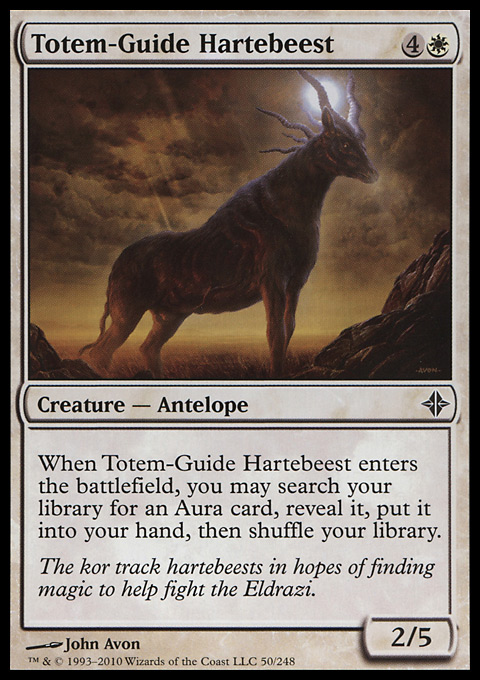 Totem-Guide Hartebeest 4
-AVON-
Creature — Antelope
When Totem-Guide Hartebeest enters
the battlefield, you may search your
library for an Aura card, reveal it, put it
into your hand, then shuffle your library.
The kor track hartebeests in hopes of finding
magic to help fight the Eldrazi.
John Avon
2/5
™ & © 1993–2010 Wizards of the Coast LLC 50/248